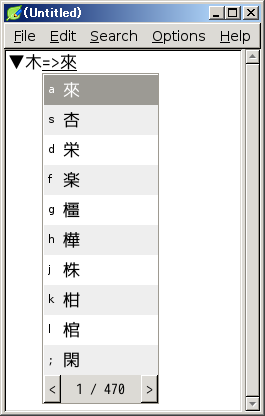 (Untitled)
File Edit Search Options Help
▼木=>來
a 來
s 杏
d 栄
f 楽
g 橿
h 樺
j 株
k 柑
l 棺
; 閑
< 1 / 470 >